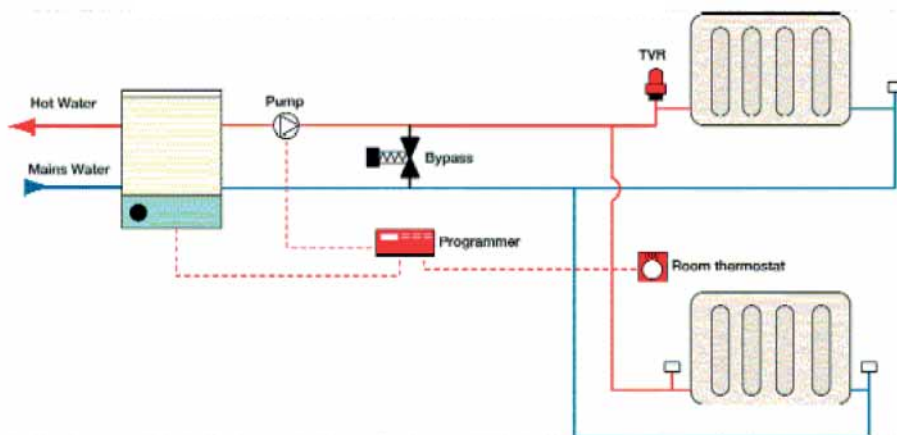 TVR
Hot Water
Pump
Bypass
Mains Water
Programmer
Room thermostat